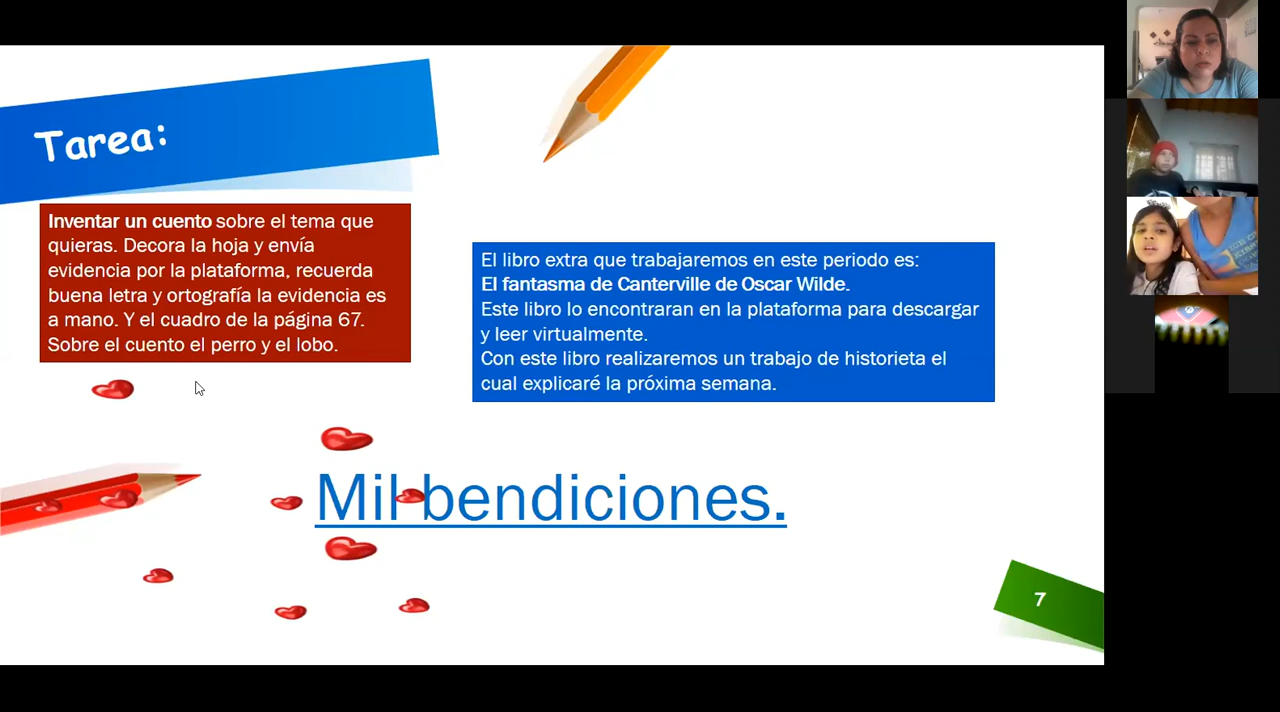 Tarea:
Inventar un cuento sobre el tema que
quieras. Decora la hoja y envía
evidencia por la plataforma, recuerda
buena letra y ortografía la evidencia es
a mano. Y el cuadro de la página 67.
Sobre el cuento el perro y el lobo.
El libro extra que trabajaremos en este periodo es:
El fantasma de Canterville de Oscar Wilde.
Este libro lo encontraran en la plataforma para descargar
y leer virtualmente.
Con este libro realizaremos un trabajo de historieta el
cual explicaré la próxima semana.
Mil bendiciones.
7